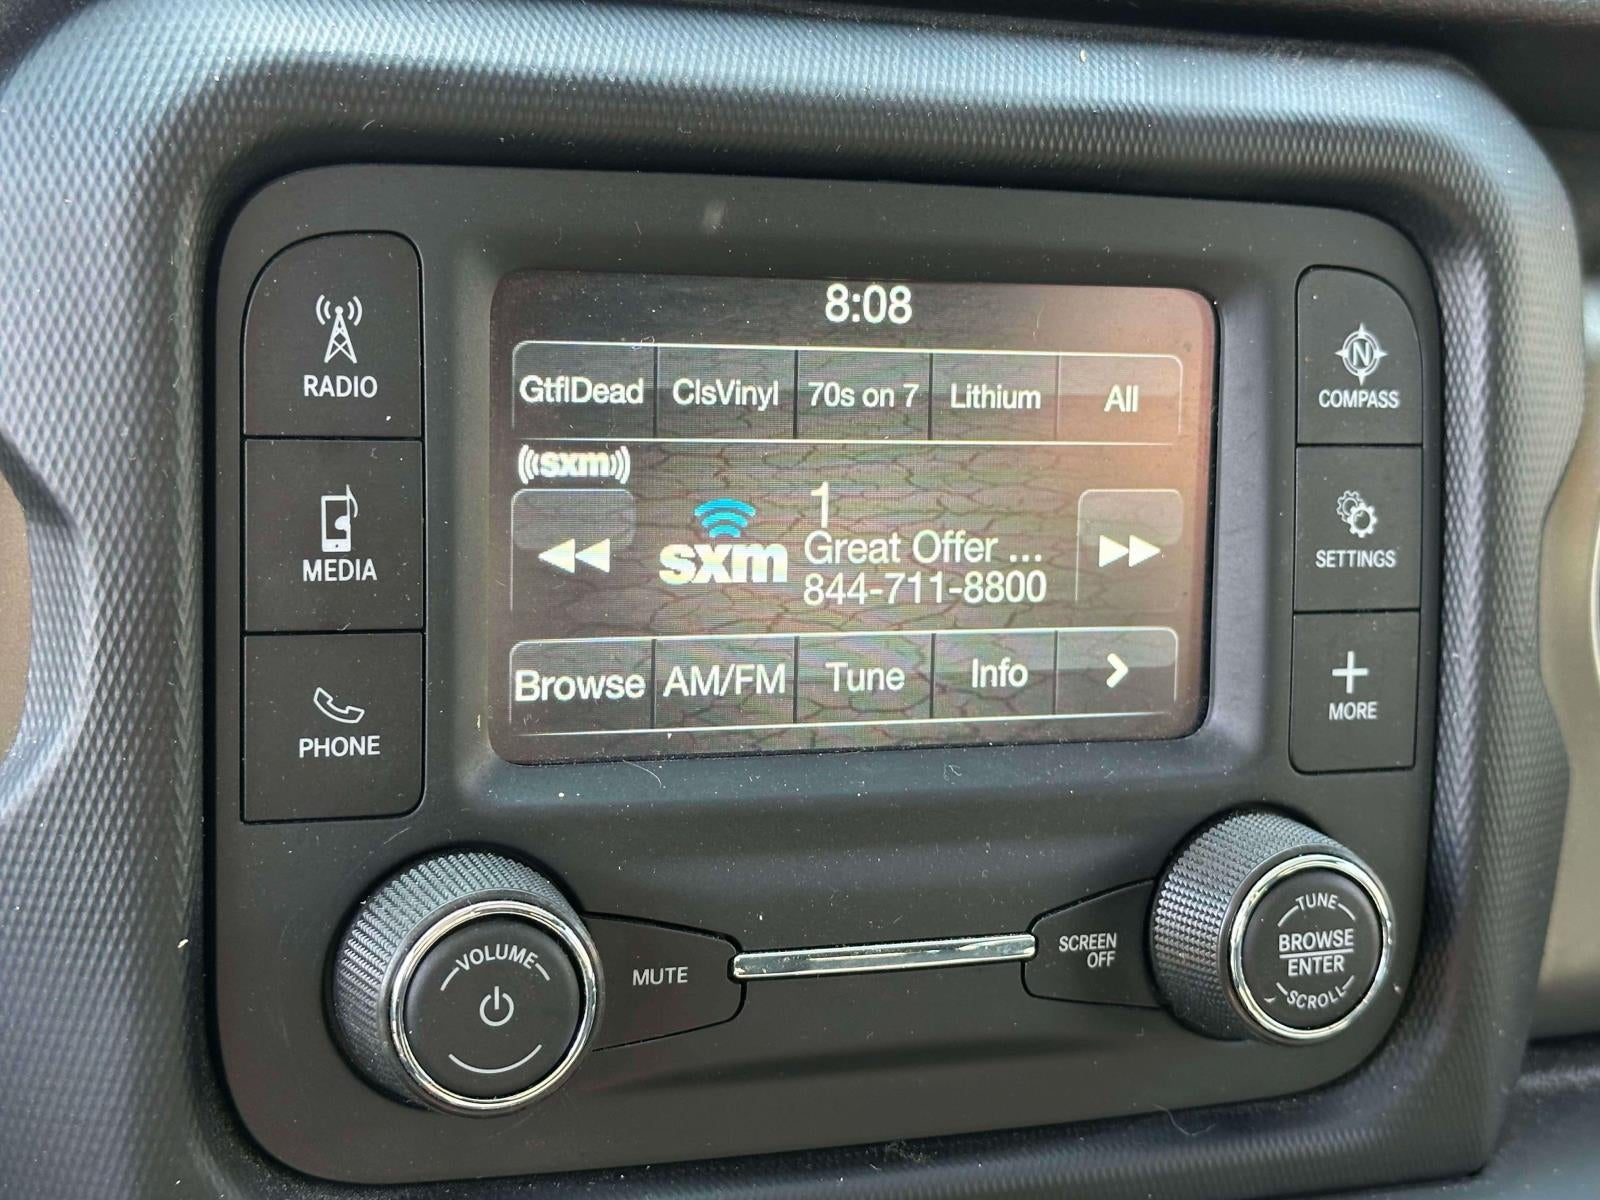 8:08
GtflDead ClsVinyl 70s on 7 Lithium All
((sxm))
sxm
1
Great Offer ...
844-711-8800
Browse AM/FM Tune Info >
RADIO
MEDIA
PHONE
N
COMPASS
SETTINGS
+
MORE
VOLUME
MUTE
SCREEN
OFF
TUNE
BROWSE
ENTER
SCROLL